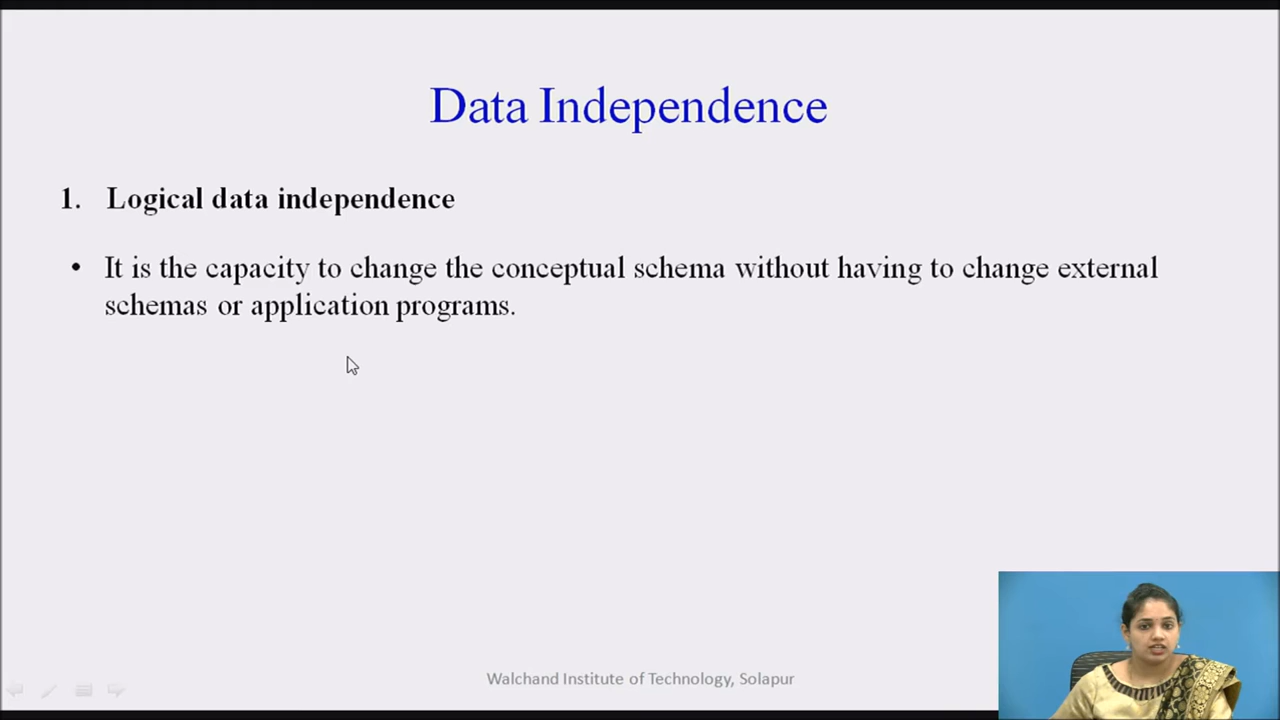 Data Independence
1. Logical data independence
• It is the capacity to change the conceptual schema without having to change external
schemas or application programs.
Walchand Institute of Technology, Solapur